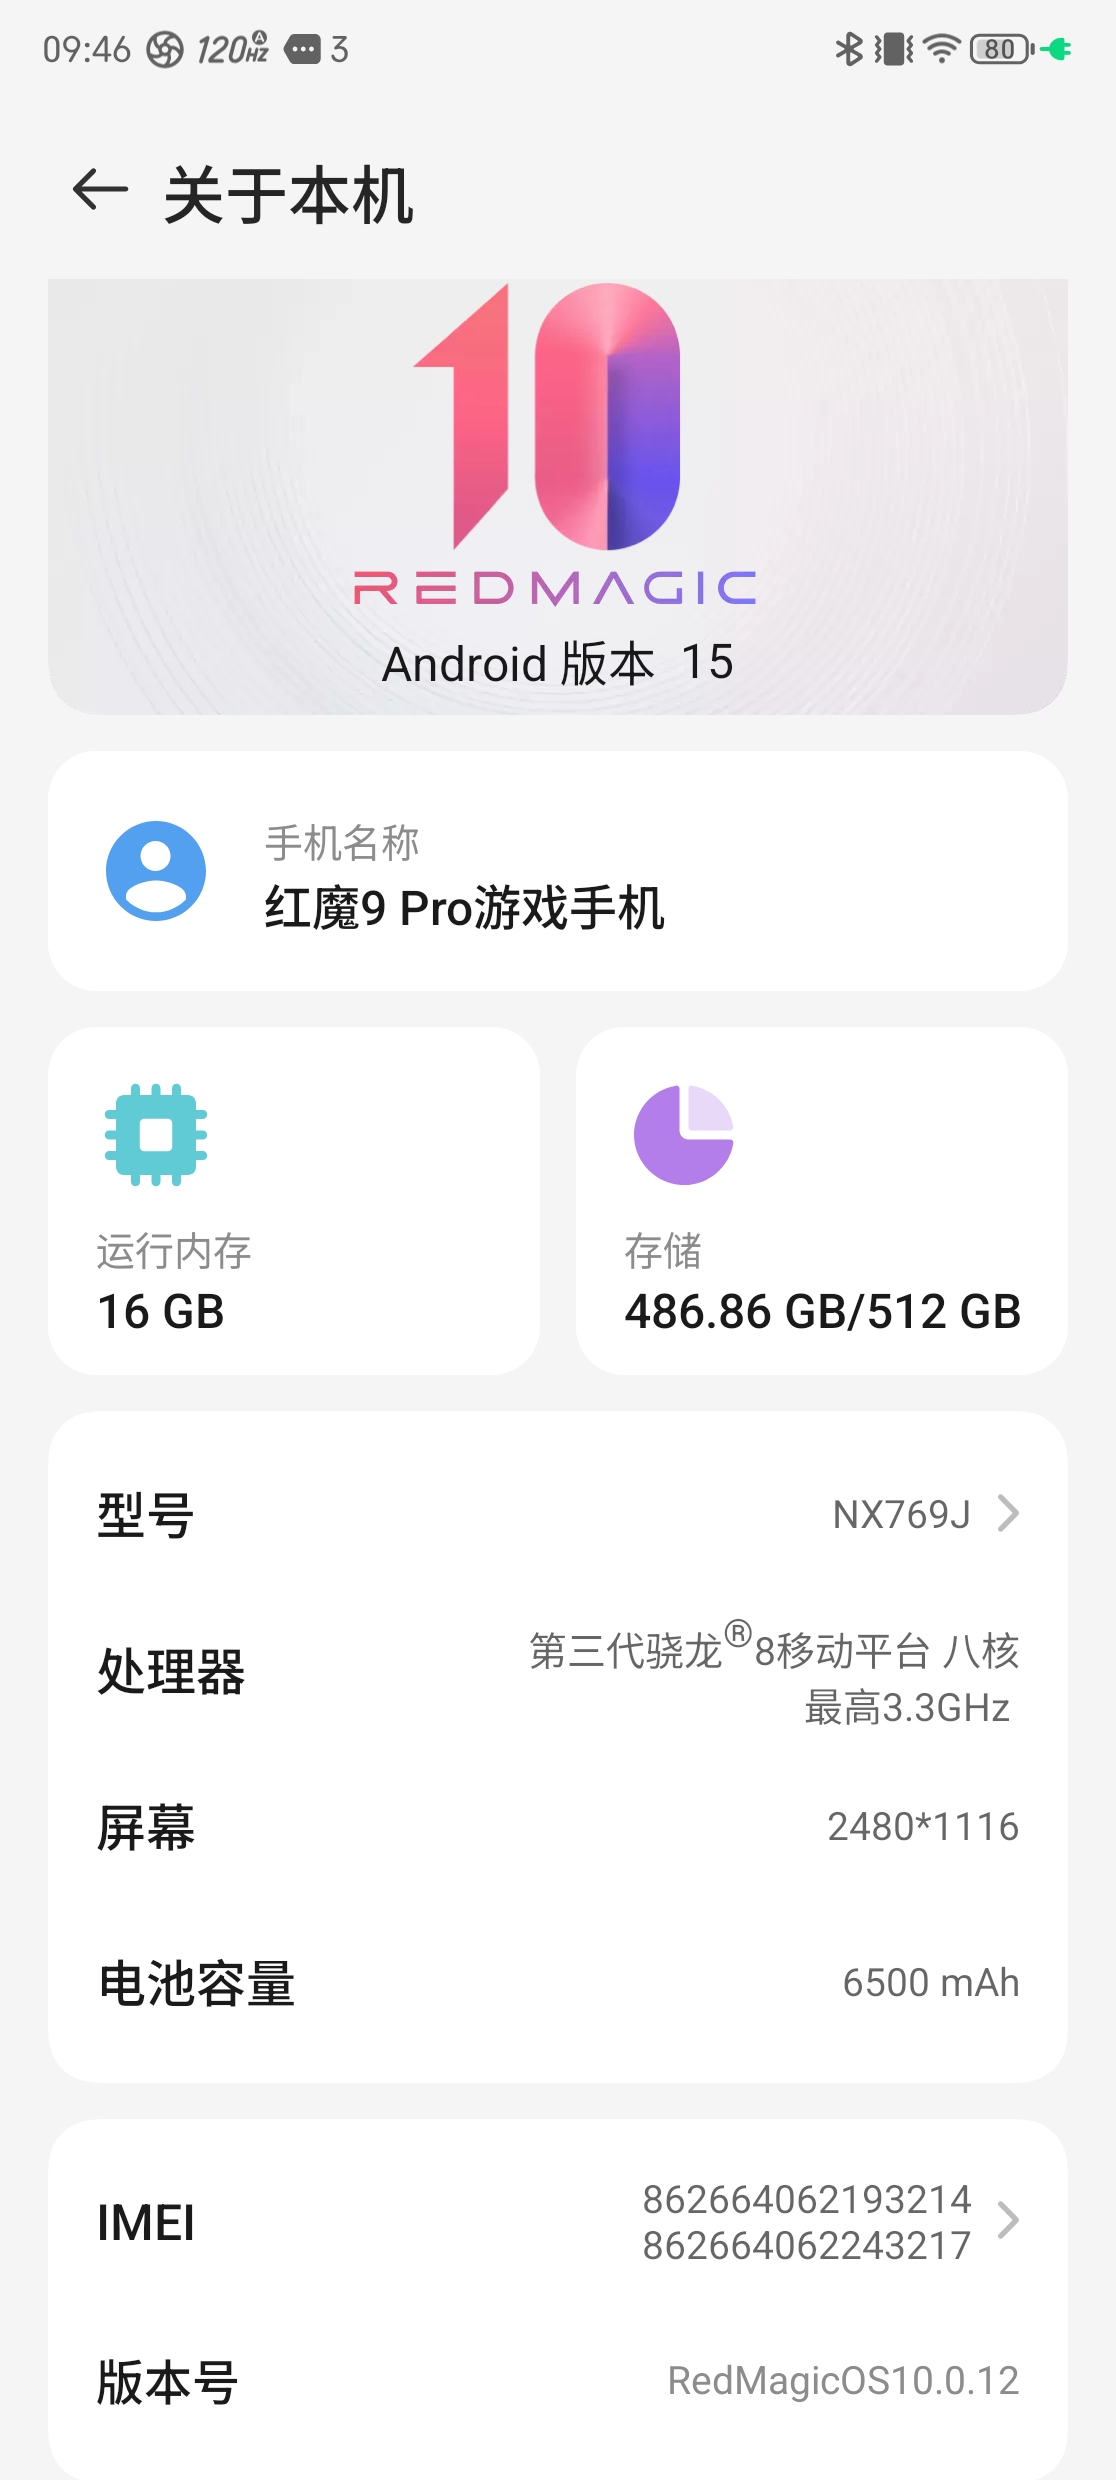 09:46 120HZ 3 80
关于本机
10
REDMAGIC
Android 版本 15
手机名称
红魔9 Pro游戏手机
运行内存
16 GB
存储
486.86 GB/512 GB
型号 NX769J
处理器 第三代骁龙®8移动平台 八核
最高3.3GHz
屏幕 2480*1116
电池容量 6500 mAh
IMEI 862664062193214
862664062243217
版本号 RedMagicOS10.0.12